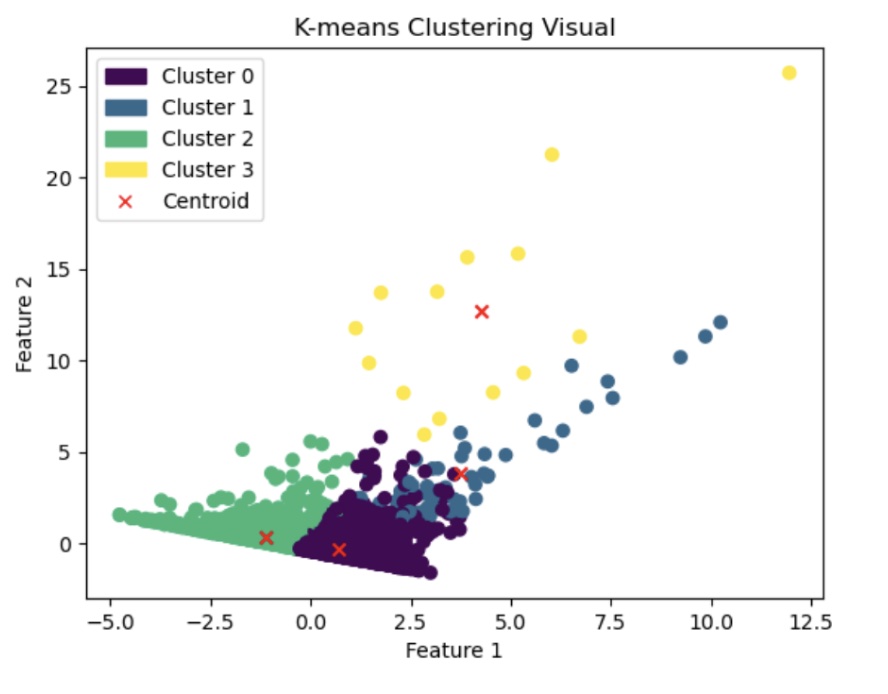 K-means Clustering Visual
Cluster 0
Cluster 1
Cluster 2
Cluster 3
Centroid
25
20
15
10
5
0
Feature 2
−5.0 −2.5 0.0 2.5 5.0 7.5 10.0 12.5
Feature 1